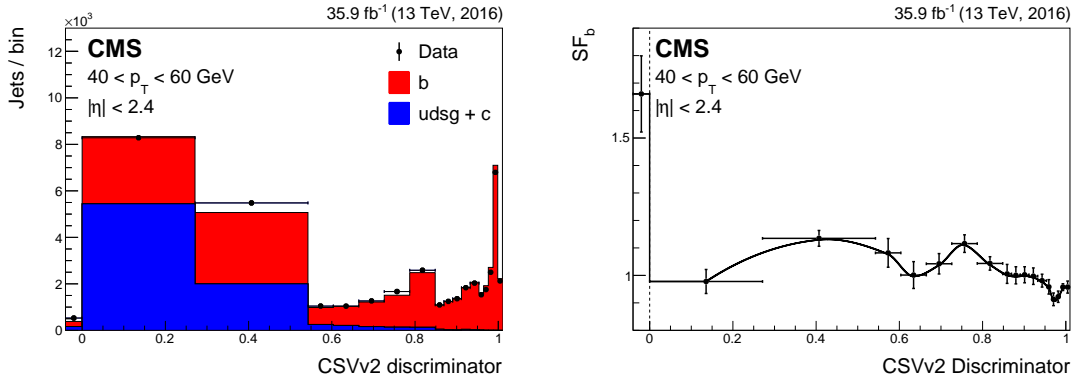 35.9 fb⁻¹ (13 TeV, 2016)
×10³
Jets / bin
12
10
8
6
4
2
0
CMS
40 < p_T < 60 GeV
|η| < 2.4
Data
b
udsg + c
0 0.2 0.4 0.6 0.8 1
CSVv2 discriminator
35.9 fb⁻¹ (13 TeV, 2016)
SF_b
1.5
1
CMS
40 < p_T < 60 GeV
|η| < 2.4
0 0.2 0.4 0.6 0.8 1
CSVv2 Discriminator